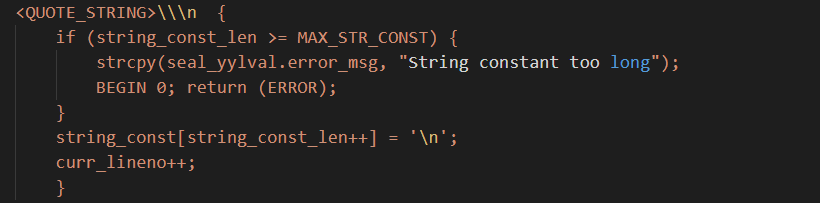 <QUOTE_STRING>\\\n  {
    if (string_const_len >= MAX_STR_CONST) {
        strcpy(seal_yylval.error_msg, "String constant too long");
        BEGIN 0; return (ERROR);
    }
    string_const[string_const_len++] = '\n';
    curr_lineno++;
    }